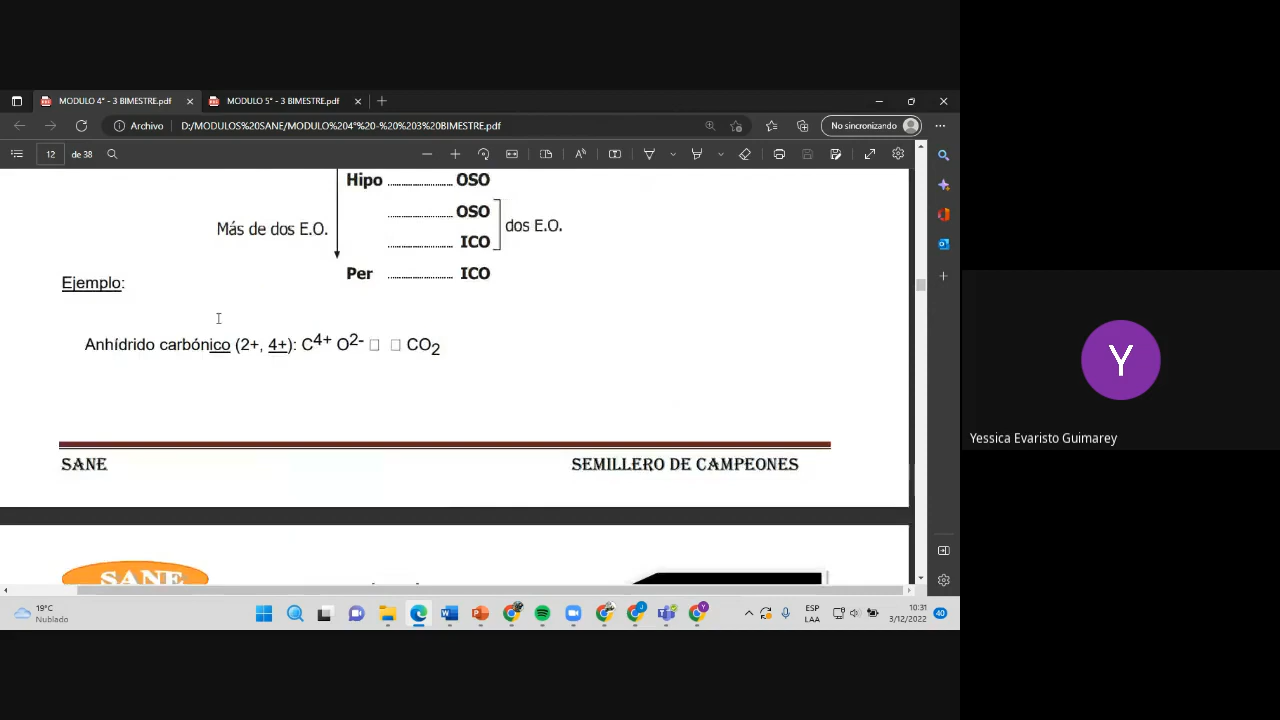 MODULO 4° - 3 BIMESTRE.pdf
MODULO 5° - 3 BIMESTRE.pdf
Archivo
D:/MODULOS%20SANE/MODULO%204°%20-%20%203%20BIMESTRE.pdf
No sincronizando
12 de 38
Hipo ........................ OSO
........................ OSO
dos E.O.
Más de dos E.O.
........................ ICO
Per ........................ ICO
Ejemplo:
Anhídrido carbónico (2+, 4+): C4+ O2- □ □ CO2
SANE
SEMILLERO DE CAMPEONES
SANE
Y
Yessica Evaristo Guimarey
19°C
Nublado
ESP
LAA
10:31
3/12/2022
40